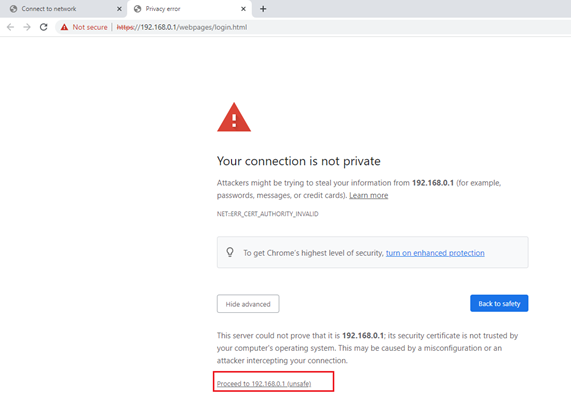 Connect to network
Privacy error
Not secure | https://192.168.0.1/webpages/login.html
Your connection is not private
Attackers might be trying to steal your information from 192.168.0.1 (for example,
passwords, messages, or credit cards). Learn more
NET::ERR_CERT_AUTHORITY_INVALID
To get Chrome's highest level of security, turn on enhanced protection
Hide advanced
Back to safety
This server could not prove that it is 192.168.0.1; its security certificate is not trusted by
your computer's operating system. This may be caused by a misconfiguration or an
attacker intercepting your connection.
Proceed to 192.168.0.1 (unsafe)